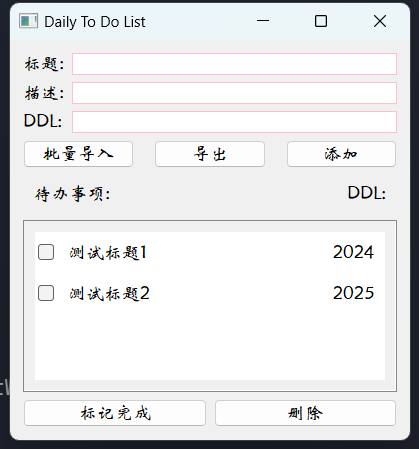 Daily To Do List
标题:
描述:
DDL:
批量导入 导出 添加
待办事项: DDL:
测试标题1 2024
测试标题2 2025
标记完成 删除